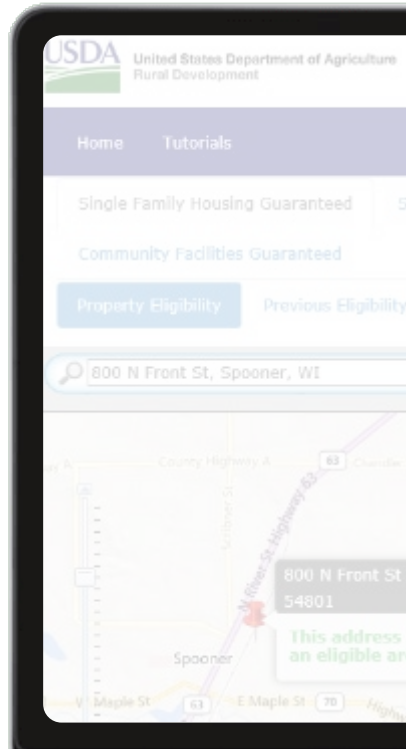 USDA
United States Department of Agriculture
Rural Development
Home Tutorials
Single Family Housing Guaranteed
Community Facilities Guaranteed
Property Eligibility Previous Eligibility
800 N Front St, Spooner, WI
County Highway A
63
Scribner St
N River St Highway 63
800 N Front St
54801
This address
an eligible
Spooner
Maple St
63
E Maple St
70